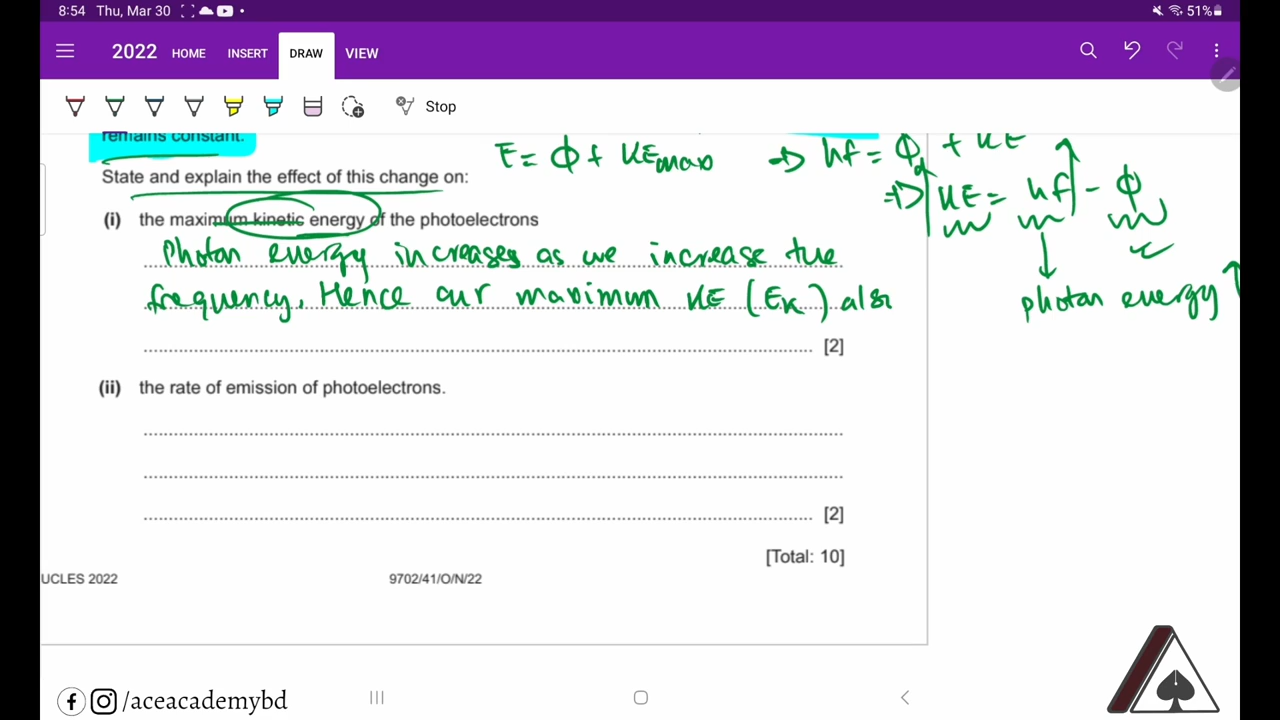 8:54 Thu, Mar 30
51%
2022 HOME INSERT DRAW VIEW
Stop
remains constant.
E = Φ + KEmax ⇒ hf = Φ + KE
State and explain the effect of this change on:
⇒ KE = hf - Φ
(i) the maximum kinetic energy of the photoelectrons
Photon energy increases as we increase the
frequency. Hence our maximum KE (EK) also
photon energy ↑
[2]
(ii) the rate of emission of photoelectrons.
[2]
[Total: 10]
UCLES 2022 9702/41/O/N/22
/aceacademybd